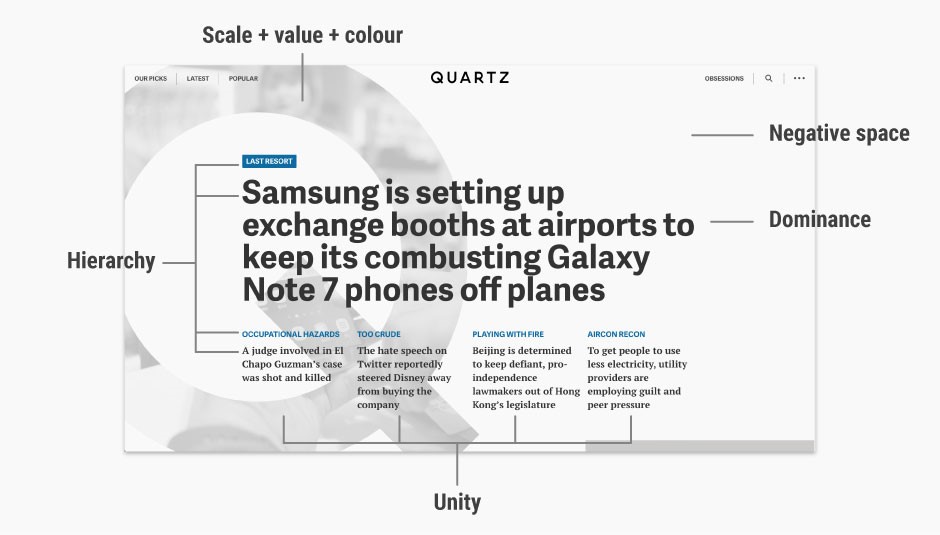 Scale + value + colour
OUR PICKS LATEST POPULAR QUARTZ OBSESSIONS
Negative space
LAST RESORT
Samsung is setting up
exchange booths at airports to
keep its combusting Galaxy
Note 7 phones off planes
Dominance
Hierarchy
OCCUPATIONAL HAZARDS
A judge involved in El
Chapo Guzman's case
was shot and killed
TOO CRUDE
The hate speech on
Twitter reportedly
steered Disney away
from buying the
company
PLAYING WITH FIRE
Beijing is determined
to keep defiant, pro-
independence
lawmakers out of Hong
Kong's legislature
AIRCON RECON
To get people to use
less electricity, utility
providers are
employing guilt and
peer pressure
Unity